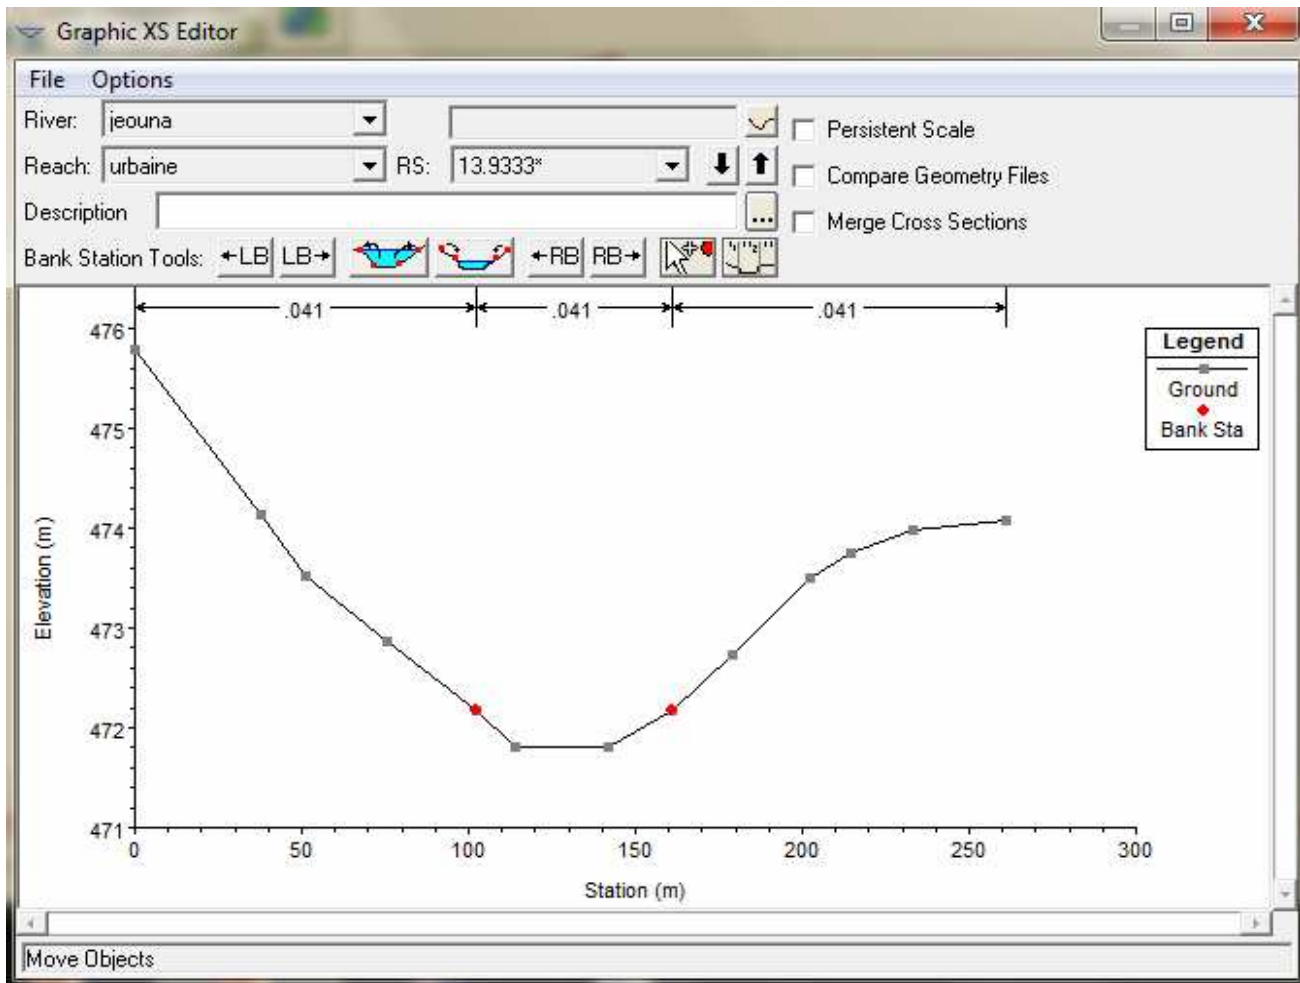 Graphic XS Editor
File Options
River: jeouna
Persistent Scale
Reach: urbaine RS: 13.9333*
Compare Geometry Files
Description ...
Merge Cross Sections
Bank Station Tools: ←LB LB→ ←RB RB→
.041 .041 .041
476
475
474
473
472
471
Elevation (m)
0 50 100 150 200 250 300
Station (m)
Legend
Ground
Bank Sta
Move Objects